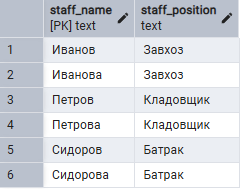 staff_name staff_position
[PK] text text
1 Иванов Завхоз
2 Иванова Завхоз
3 Петров Кладовщик
4 Петрова Кладовщик
5 Сидоров Батрак
6 Сидорова Батрак